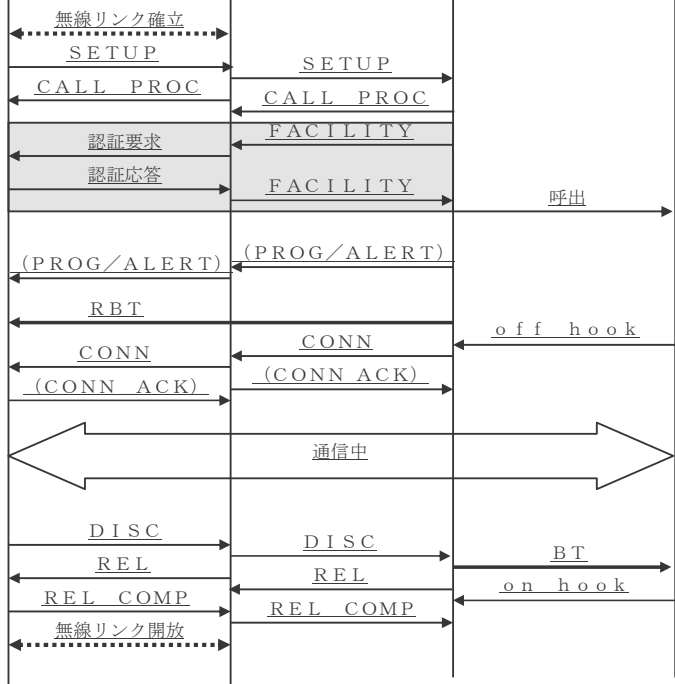 無線リンク確立
ＳＥＴＵＰ
ＳＥＴＵＰ
ＣＡＬＬ　ＰＲＯＣ
ＣＡＬＬ　ＰＲＯＣ
ＦＡＣＩＬＩＴＹ
認証要求
認証応答
ＦＡＣＩＬＩＴＹ
呼出
（ＰＲＯＧ／ＡＬＥＲＴ）
（ＰＲＯＧ／ＡＬＥＲＴ）
ＲＢＴ
ｏｆｆ　ｈｏｏｋ
ＣＯＮＮ
ＣＯＮＮ
（ＣＯＮＮ ＡＣＫ）
（ＣＯＮＮ　ＡＣＫ）
通信中
ＤＩＳＣ
ＤＩＳＣ
ＢＴ
ＲＥＬ
ＲＥＬ
ｏｎ　ｈｏｏｋ
ＲＥＬ　ＣＯＭＰ
ＲＥＬ　ＣＯＭＰ
無線リンク開放